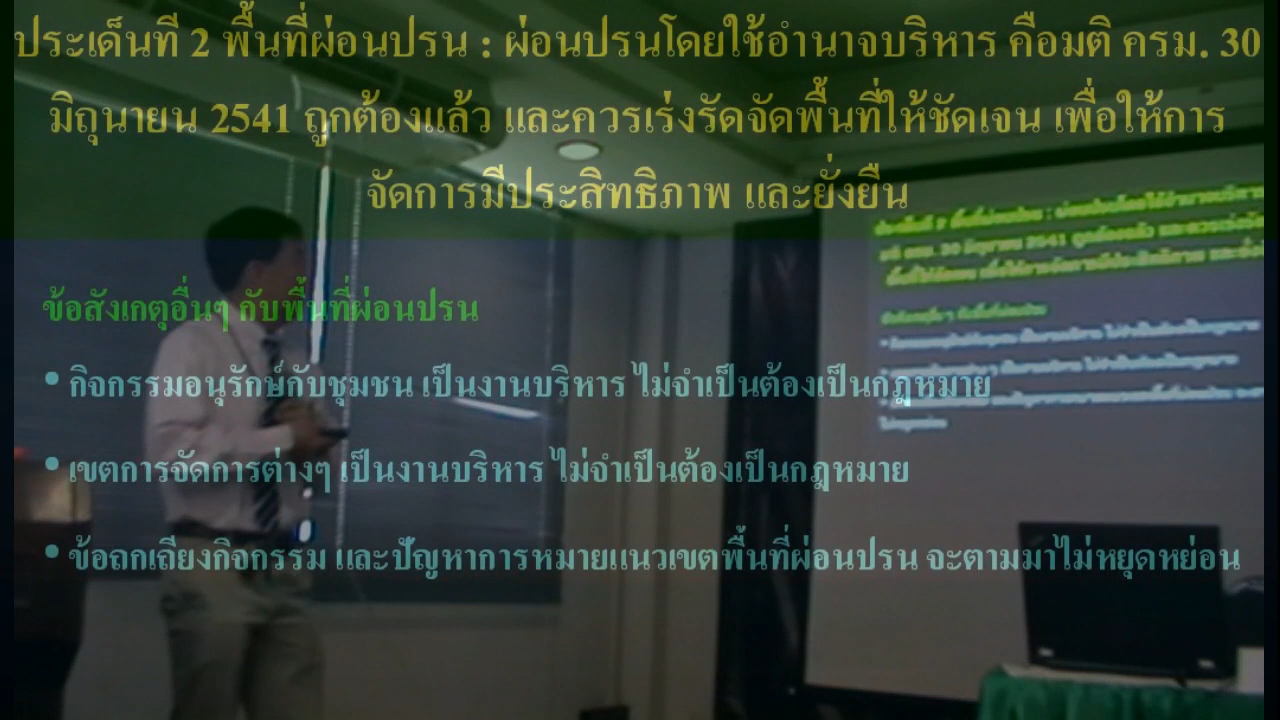 ประเด็นที่ 2 พื้นที่ผ่อนปรน : ผ่อนปรนโดยใช้อำนาจบริหาร คือมติ ครม. 30
มิถุนายน 2541 ถูกต้องแล้ว และควรเร่งรัดจัดพื้นที่ให้ชัดเจน เพื่อให้การ
จัดการมีประสิทธิภาพ และยั่งยืน
ข้อสังเกตุอื่นๆ กับพื้นที่ผ่อนปรน
• กิจกรรมอนุรักษ์กับชุมชน เป็นงานบริหาร ไม่จำเป็นต้องเป็นกฎหมาย
• เขตการจัดการต่างๆ เป็นงานบริหาร ไม่จำเป็นต้องเป็นกฎหมาย
• ข้อถกเถียงกิจกรรม และปัญหาการหมายแนวเขตพื้นที่ผ่อนปรน จะตามมาไม่หยุดหย่อน